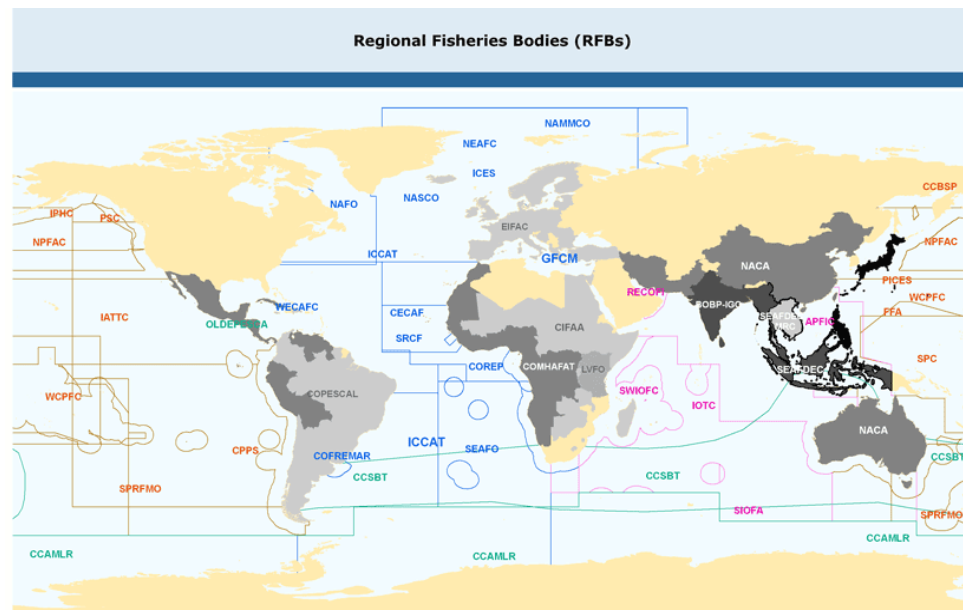 Regional Fisheries Bodies (RFBs)
NAMMCO
NEAFC
ICES
CCBSP
NASCO
NAFO
IPHC
PSC
EIFAC
NPFAC
NPFAC
ICCAT
GFCM
NACA
PICES
RECOFI
BOBP-IGO
WCPFC
WECAFC
CECAF
FFA
IATTC
SEAFDEC
MRC
APFIC
CIFAA
SRCF
SPC
COREP
COMHAFAT
LVFO
SEAFDEC
COPESCAL
SWIOFC
WCPFC
IOTC
NACA
ICCAT
CPPS
COFREMAR
SEAFO
CCSBT
CCSBT
CCSBT
SPRFMO
SIOFA
SPRFMO
CCAMLR
CCAMLR
CCAMLR